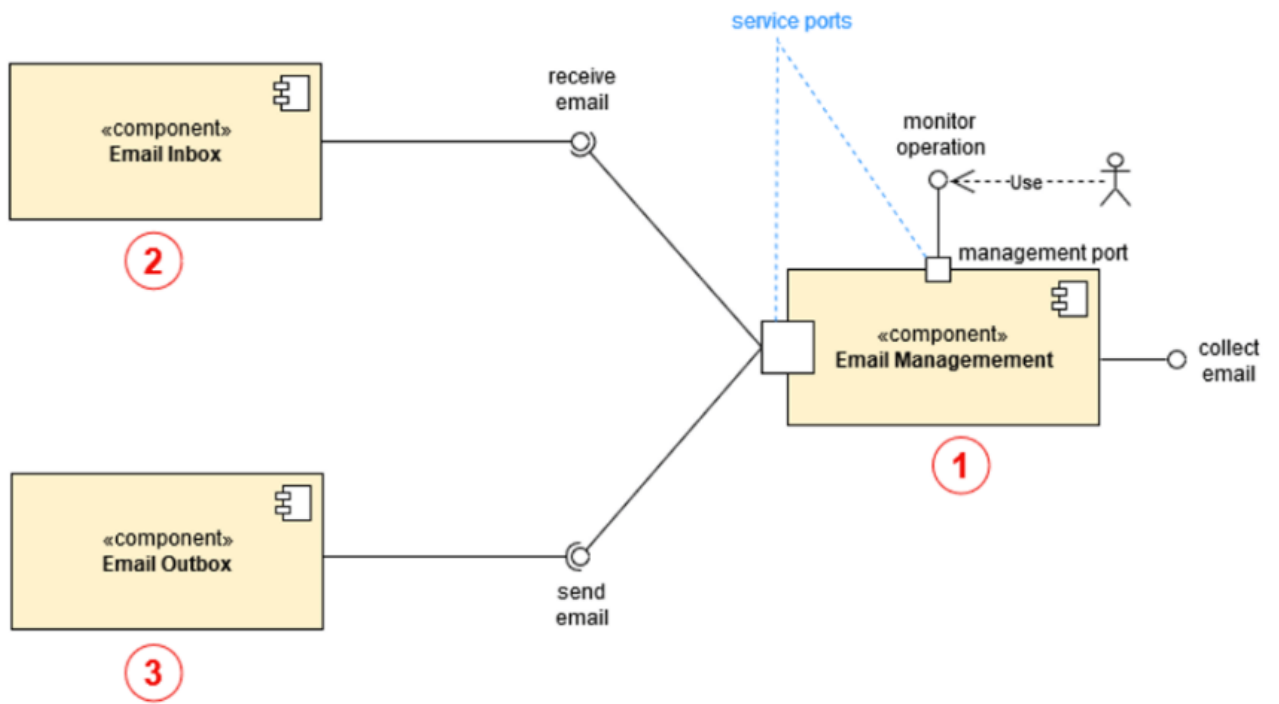 service ports
receive
email
«component»
Email Inbox
2
monitor
operation
Use
management port
«component»
Email Managemement
collect
email
1
«component»
Email Outbox
send
email
3